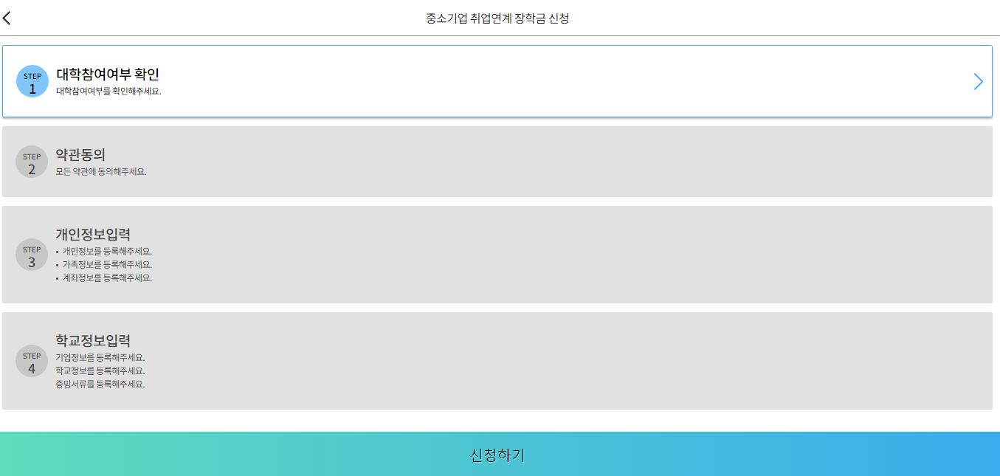 중소기업 취업연계 장학금 신청
STEP
1
대학참여여부 확인
대학참여여부를 확인해주세요.
STEP
2
약관동의
모든 약관에 동의해주세요.
STEP
3
개인정보입력
• 개인정보를 등록해주세요.
• 가족정보를 등록해주세요.
• 계좌정보를 등록해주세요.
STEP
4
학교정보입력
기업정보를 등록해주세요.
학교정보를 등록해주세요.
증빙서류를 등록해주세요.
신청하기